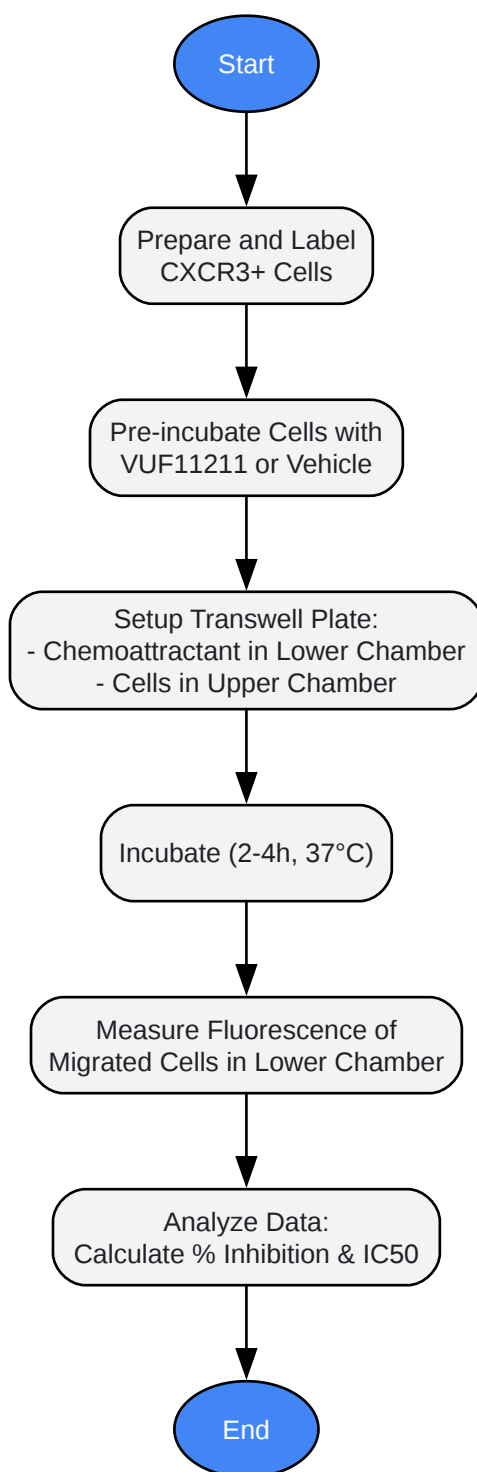 Start
Prepare and Label
CXCR3+ Cells
Pre-incubate Cells with
VUF11211 or Vehicle
Setup Transwell Plate:
- Chemoattractant in Lower Chamber
- Cells in Upper Chamber
Incubate (2-4h, 37°C)
Measure Fluorescence of
Migrated Cells in Lower Chamber
Analyze Data:
Calculate % Inhibition & IC50
End